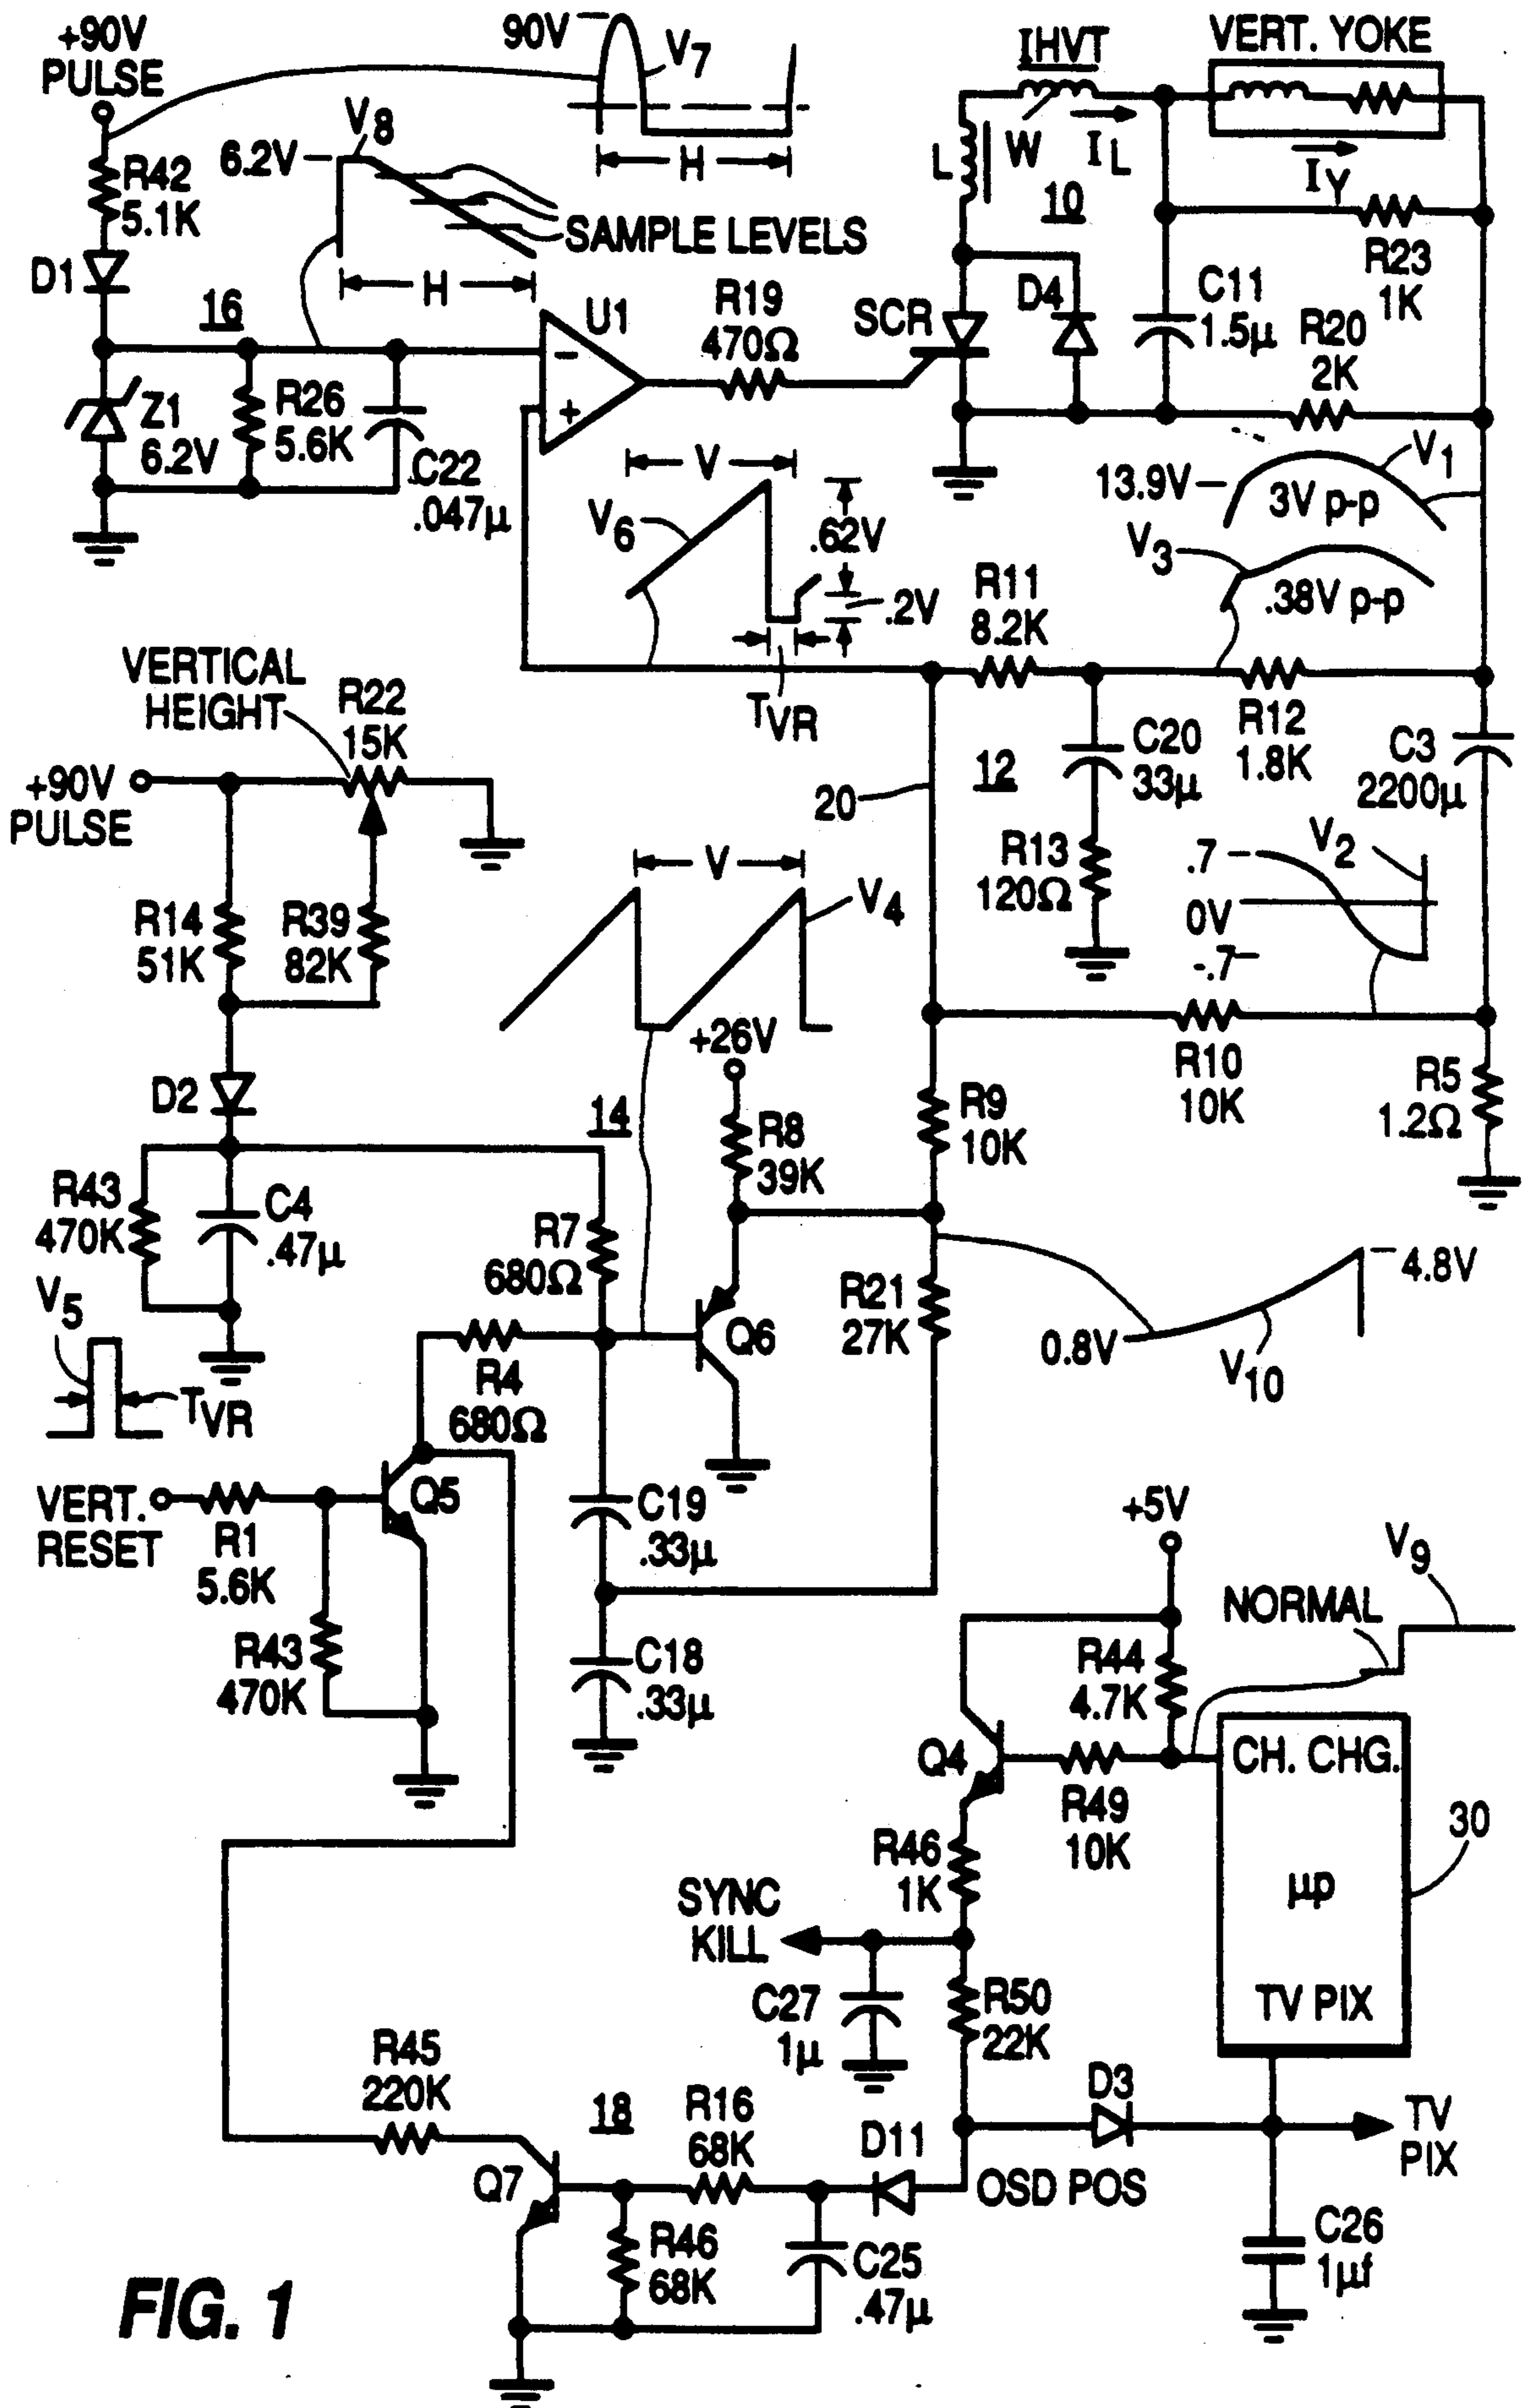 +90V
PULSE
90V
V7
IHVT
VERT. YOKE
V8
6.2V
R42
5.1K
H
L
W
IL
10
IY
SAMPLE LEVELS
D1
16
H
U1
R19
470Ω
SCR
D4
C11
1.5μ
R23
1K
R20
2K
−
+
Z1
6.2V
R26
5.6K
C22
.047μ
V
V6
.62V
.2V
TVR
13.9V
V1
3V p-p
V3
.38V p-p
R11
8.2K
VERTICAL
HEIGHT
R22
15K
+90V
PULSE
20
12
C20
33μ
R12
1.8K
C3
2200μ
R13
120Ω
.7
0V
-.7
V2
R14
51K
R39
82K
V
V4
+26V
D2
14
R8
39K
R9
10K
R10
10K
R5
1.2Ω
R43
470K
C4
.47μ
R7
680Ω
R21
27K
4.8V
0.8V
V10
V5
TVR
R4
680Ω
Q6
VERT.
RESET
R1
5.6K
Q5
R43
470K
C19
.33μ
C18
.33μ
+5V
NORMAL
V9
R44
4.7K
Q4
R49
10K
CH. CHG.
μp
TV PIX
30
R46
1K
SYNC
KILL
C27
1μ
R50
22K
D3
TV
PIX
R45
220K
18
R16
68K
D11
OSD POS
Q7
R46
68K
C25
.47μ
C26
1μf
FIG. 1